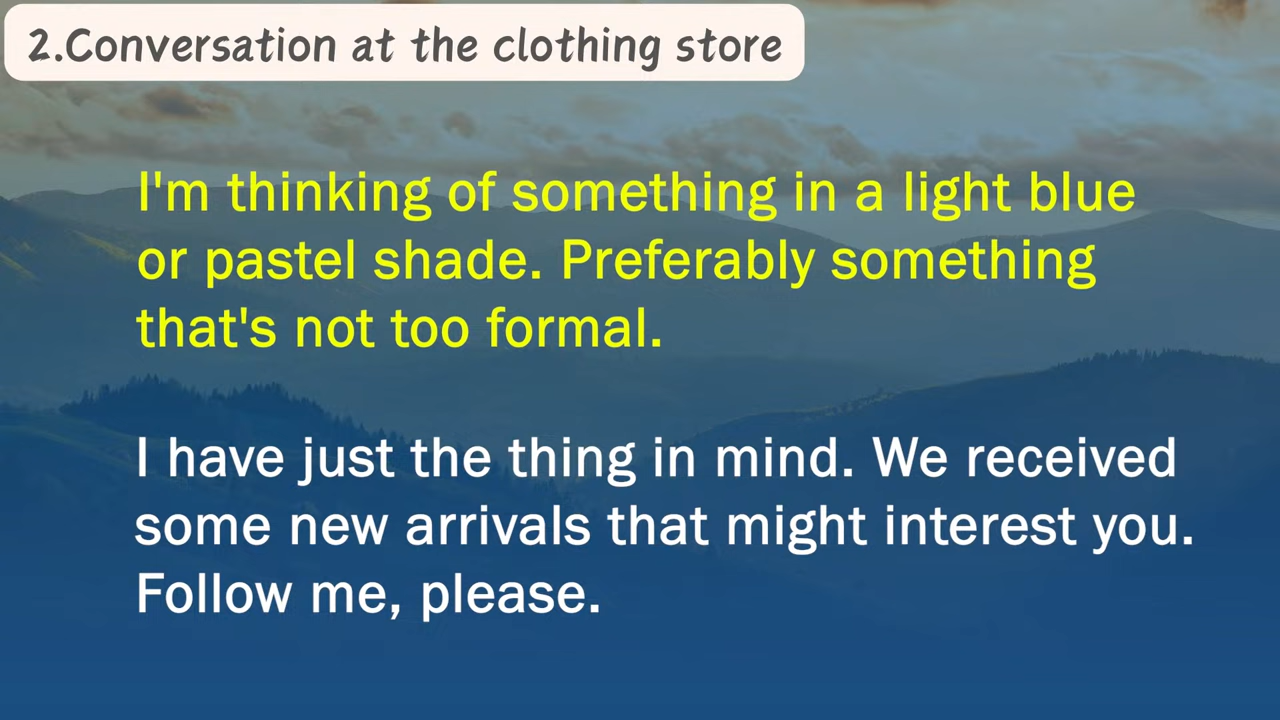 2.Conversation at the clothing store
I'm thinking of something in a light blue
or pastel shade. Preferably something
that's not too formal.
I have just the thing in mind. We received
some new arrivals that might interest you.
Follow me, please.